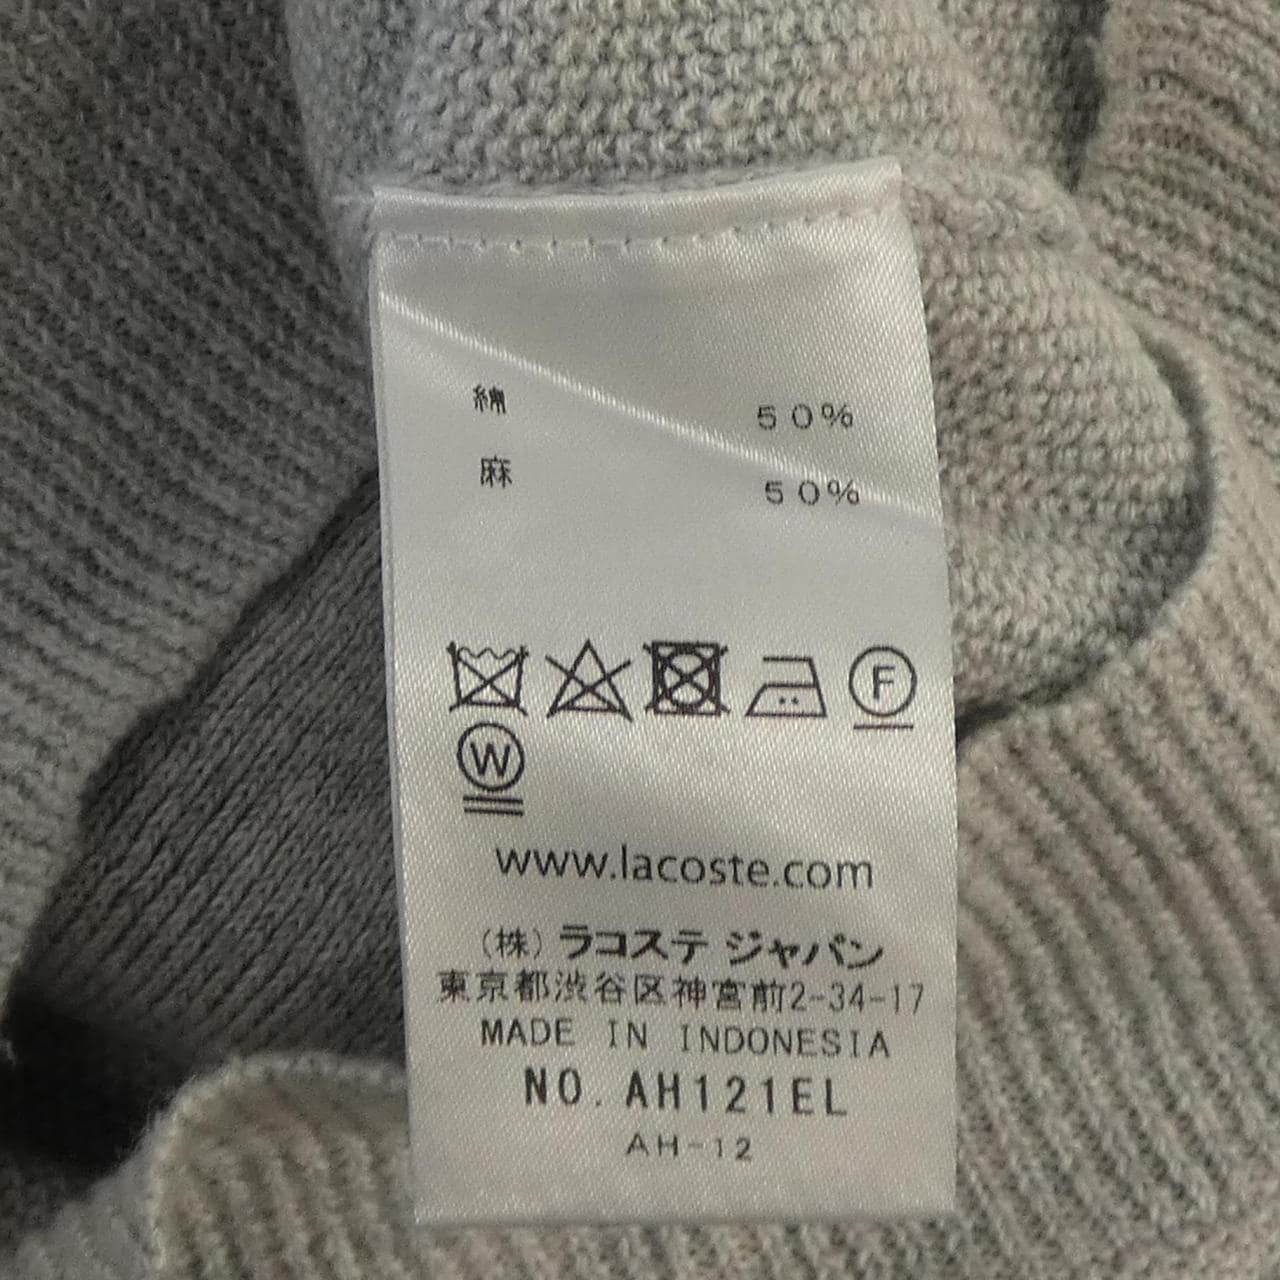 綿 50%
麻 50%
F
W
www.lacoste.com
(株)ラコステ ジャパン
東京都渋谷区神宮前2-34-17
MADE IN INDONESIA
NO. AH121EL
AH-12